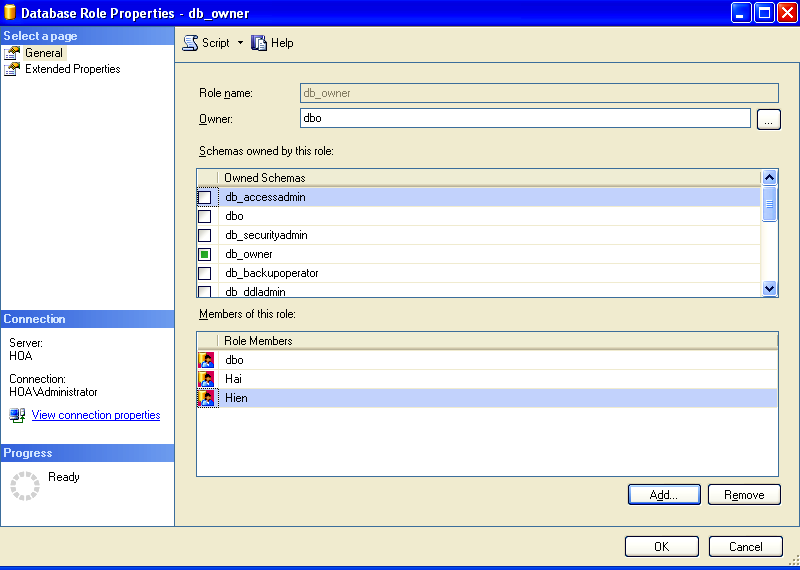 Database Role Properties - db_owner
Select a page
General
Extended Properties
Script
Help
Role name:
db_owner
Owner:
dbo
...
Schemas owned by this role:
Owned Schemas
db_accessadmin
dbo
db_securityadmin
db_owner
db_backupoperator
db_ddladmin
Members of this role:
Role Members
dbo
Hai
Hien
Add...
Remove
Connection
Server:
HOA
Connection:
HOA\Administrator
View connection properties
Progress
Ready
OK
Cancel